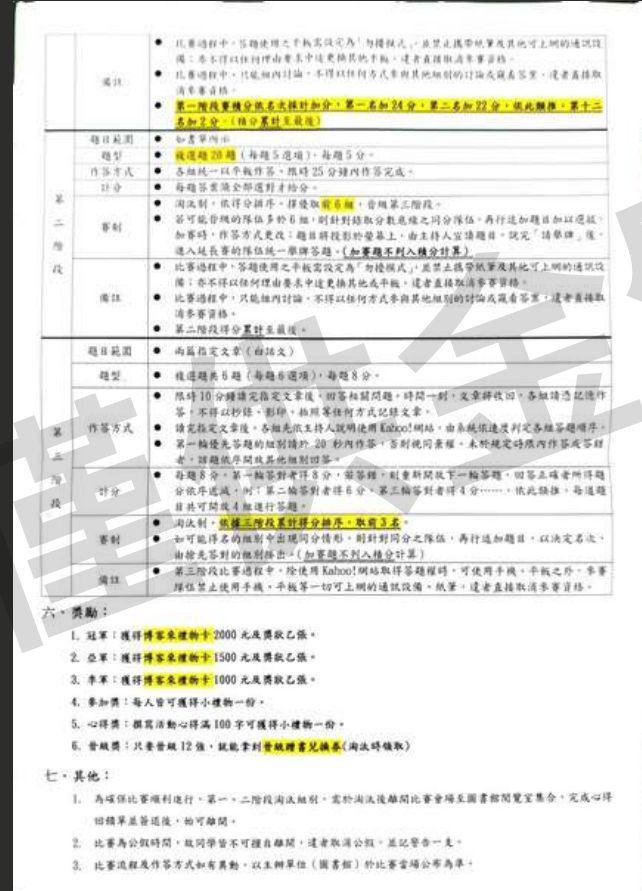 備註
● 比賽過程中，答題使用之平板需設定為「勿擾模式」，並禁止攜帶紙筆及其他可上網的通訊設
備；亦不得以任何理由要求中途更換其他平板，違者直接取消參賽資格。
● 比賽過程中，只能組內討論，不得以任何方式參與其他組別的討論或窺看答案，違者直接取
消參賽資格。
● 第一階段賽積分依名次採計加分，第一名加24分，第二名加22分，依此類推，第十二
名加2分。(積分累計至最後)
第二階段
題目範圍 ● 如書單所示
題型 ● 複選題20題（每題5選項），每題5分。
作答方式 ● 各組統一以平板作答，限時25分鐘內作答完成。
計分 ● 每題答案須全部選對才給分。
賽制
● 淘汰制，依得分排序，擇優取前6組，晉級第三階段。
● 若可能晉級的隊伍多於6組，則針對錄取分數底線之同分隊伍，再行追加題目加以選拔。
加賽時，作答方式更改：題目將投影於螢幕上，由主持人宣讀題目，說完「請舉牌」後，
進入延長賽的隊伍統一舉牌答題。(加賽題不列入積分計算)
備註
● 比賽過程中，答題使用之平板需設定為「勿擾模式」，並禁止攜帶紙筆及其他可上網的通訊設
備；亦不得以任何理由要求中途更換其他或平板，違者直接取消參賽資格。
● 比賽過程中，只能組內討論，不得以任何方式參與其他組別的討論或窺看答案，違者直接取
消參賽資格。
● 第二階段得分累計至最後。
第三階段
題目範圍 ● 兩篇指定文章（白話文）
題型 ● 複選題共6題（每題6選項），每題8分。
作答方式
● 限時10分鐘讀完指定文章後，回答相關問題，時間一到，文章將收回，各組請憑記憶作
答，不得以抄錄、影印、拍照等任何方式記錄文章。
● 讀完指定文章後，各組先依主持人說明使用Kahoo!網站，由系統依速度判定各組答題順序。
● 第一輪優先答題的組別請於 20 秒內作答，否則視同棄權。未於規定時限內作答或答錯
者，該題依序開放其他組別回答。
計分
● 每題8分，第一輪答對者得8分，若答錯，則重新開放下一輪答題，回答正確者所得題
分依序遞減，例：第二輪答對者得6分，第三輪答對者得4分……，依此類推，每道題
目共可開放4組進行答題。
賽制
● 淘汰制，依據三階段累計得分排序，取前3名。
● 如可能得名的組別中出現同分情形，則針對同分之隊伍，再行追加題目，以決定名次，
由搶先答對的組別勝出。(加賽題不列入積分計算)
備註
● 第三階段比賽過程中，除使用Kahoo!網站取得答題權時，可使用手機、平板之外，參賽
隊伍禁止使用手機、平板等一切可上網的通訊設備、紙筆，違者直接取消參賽資格。
六、獎勵：
1. 冠軍：獲得博客來禮物卡2000元及獎狀乙張。
2. 亞軍：獲得博客來禮物卡1500元及獎狀乙張。
3. 季軍：獲得博客來禮物卡1000元及獎狀乙張。
4. 參加獎：每人皆可獲得小禮物一份。
5. 心得獎：撰寫活動心得滿100字可獲得小禮物一份。
6. 晉級獎：只要晉級12強，就能拿到晉級贈書兌換券(淘汰時領取)
七、其他：
1. 為確保比賽順利進行，第一、二階段淘汰組別，需於淘汰後離開比賽會場至圖書館閱覽室集合，完成心得
回饋單並簽退後，始可離開。
2. 比賽為公假時間，故同學皆不可擅自離開，違者取消公假，並記警告一支。
3. 比賽流程及作答方式如有異動，以主辦單位（圖書館）於比賽當場公布為準。
僅供